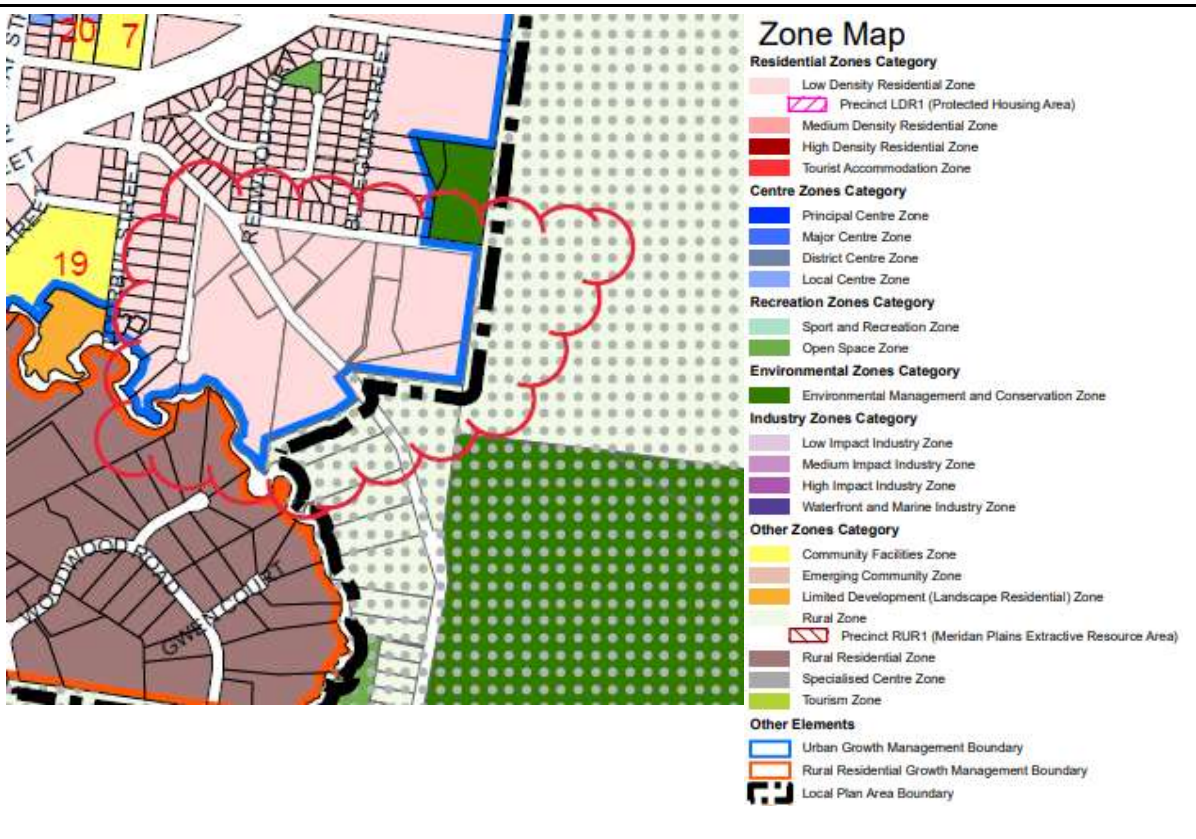 20 7
19
STREET
WOOLWOOD ROAD
GWEN COURT
Zone Map
Residential Zones Category
Low Density Residential Zone
Precinct LDR1 (Protected Housing Area)
Medium Density Residential Zone
High Density Residential Zone
Tourist Accommodation Zone
Centre Zones Category
Principal Centre Zone
Major Centre Zone
District Centre Zone
Local Centre Zone
Recreation Zones Category
Sport and Recreation Zone
Open Space Zone
Environmental Zones Category
Environmental Management and Conservation Zone
Industry Zones Category
Low Impact Industry Zone
Medium Impact Industry Zone
High Impact Industry Zone
Waterfront and Marine Industry Zone
Other Zones Category
Community Facilities Zone
Emerging Community Zone
Limited Development (Landscape Residential) Zone
Rural Zone
Precinct RUR1 (Meridan Plains Extractive Resource Area)
Rural Residential Zone
Specialised Centre Zone
Tourism Zone
Other Elements
Urban Growth Management Boundary
Rural Residential Growth Management Boundary
Local Plan Area Boundary